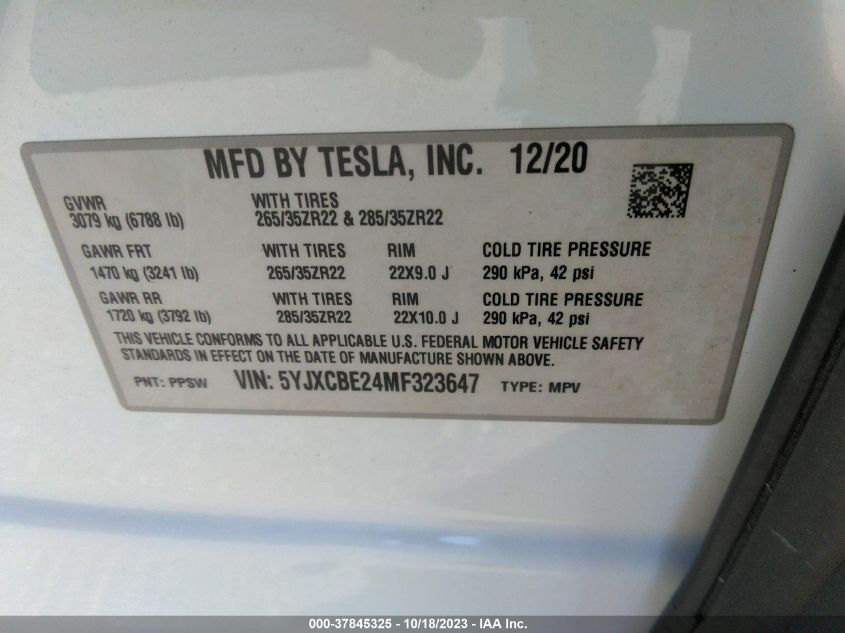 MFD BY TESLA, INC. 12/20
GVWR WITH TIRES
3079 kg (6788 lb) 265/35ZR22 & 285/35ZR22
GAWR FRT WITH TIRES RIM COLD TIRE PRESSURE
1470 kg (3241 lb) 265/35ZR22 22X9.0 J 290 kPa, 42 psi
GAWR RR WITH TIRES RIM COLD TIRE PRESSURE
1720 kg (3792 lb) 285/35ZR22 22X10.0 J 290 kPa, 42 psi
THIS VEHICLE CONFORMS TO ALL APPLICABLE U.S. FEDERAL MOTOR VEHICLE SAFETY
STANDARDS IN EFFECT ON THE DATE OF MANUFACTURE SHOWN ABOVE.
PNT: PPSW VIN: 5YJXCBE24MF323647 TYPE: MPV
000-37845325 - 10/18/2023 - IAA Inc.